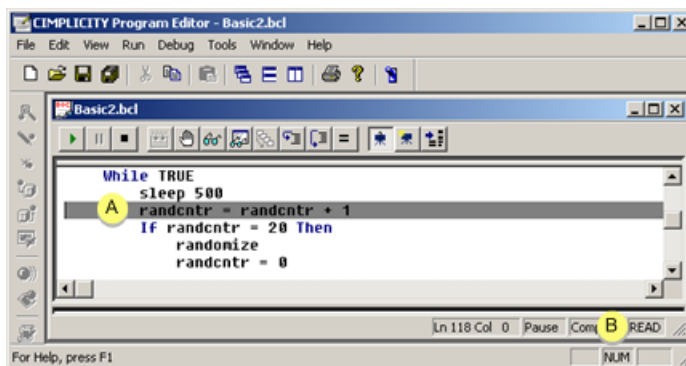 CIMPLICITY Program Editor - Basic2.bcl
File Edit View Run Debug Tools Window Help
Basic2.bcl
While TRUE
sleep 500
A randcntr = randcntr + 1
If randcntr = 20 Then
randomize
randcntr = 0
Ln 118 Col 0 Pause B READ
For Help, press F1 NUM